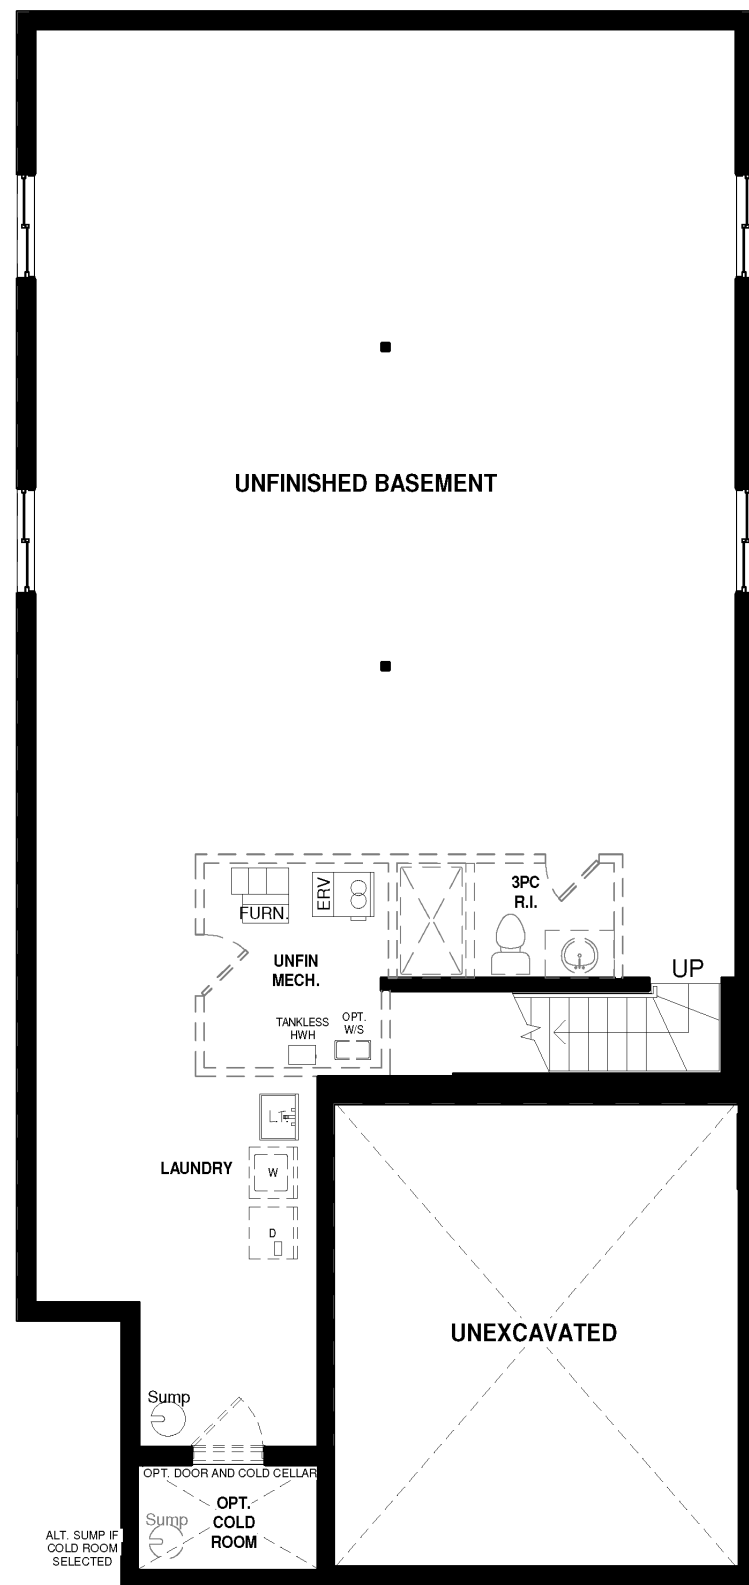 UNFINISHED BASEMENT
3PC
R.I.
ERV
FURN.
UNFIN
MECH.
UP
TANKLESS
HWH
OPT.
W/S
L.T.
LAUNDRY
W
D
UNEXCAVATED
Sump
OPT. DOOR AND COLD CELLAR
OPT.
COLD
ROOM
Sump
ALT. SUMP IF
COLD ROOM
SELECTED